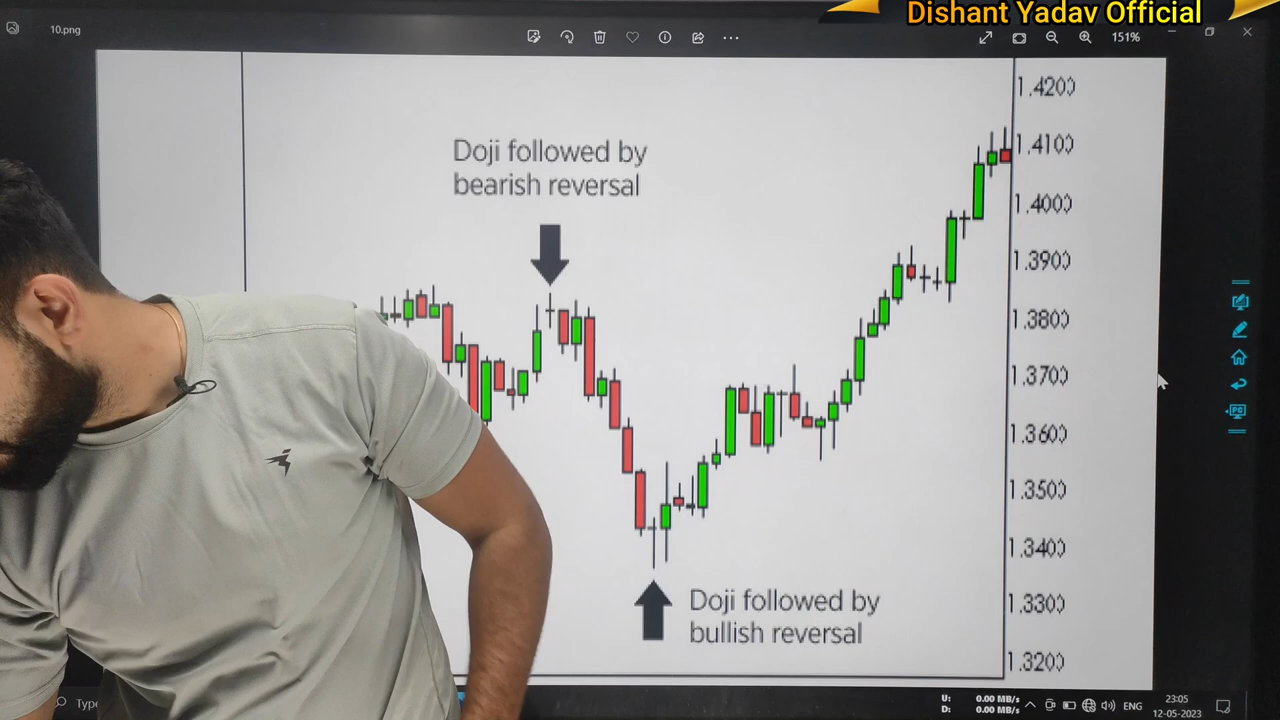 Dishant Yadav Official
10.png
151%
Doji followed by
bearish reversal
1.4200
1.4100
1.4000
1.3900
1.3800
1.3700
1.3600
1.3500
1.3400
1.3300
1.3200
Doji followed by
bullish reversal
PC
Type
U: 0.00 MB/s
D: 0.00 MB/s
ENG
23:05
12-05-2023